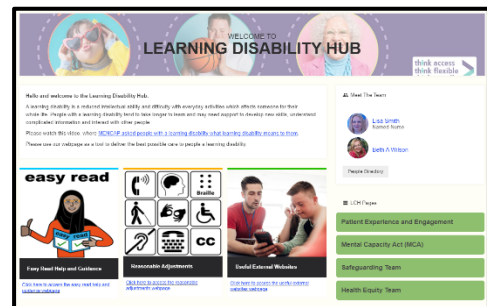 WELCOME TO
LEARNING DISABILITY HUB
think access
think flexible
Hello and welcome to the Learning Disability Hub.
A learning disability is a reduced intellectual ability and difficulty with everyday activities which affects someone for their
whole life. People with a learning disability tend to take longer to learn and may need support to develop new skills, understand
complicated information and interact with other people.
Please watch this video, where MENCAP asked people with a learning disability what learning disability means to them.
Please use our webpage as a tool to deliver the best possible care to people a learning disability.
easy read
easy read
Easy Read Help and Guidance
Click here to access the easy read help and
guidance webpage
Braille
CC
Reasonable Adjustments
Click here to access the reasonable
adjustments webpage
Useful External Websites
Click here to access the useful external
websites webpage
Meet The Team
Lisa Smith
Beth A Wilson
People Directory
LCH Pages
Patient Experience and Engagement
Mental Capacity Act (MCA)
Safeguarding Team
Health Equity Team